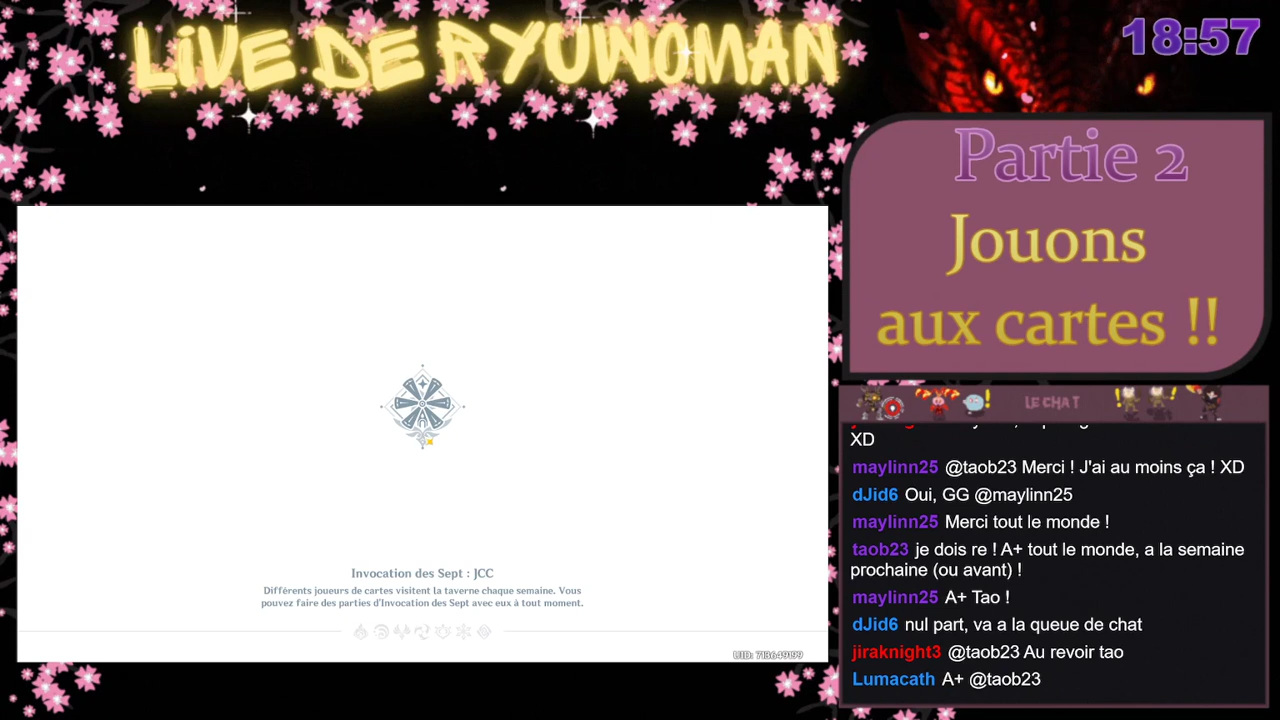 LiVE DE RYUWOMAN
18:57
Partie 2
Jouons
aux cartes !!
LE CHAT
XD
maylinn25 @taob23 Merci ! J'ai au moins ça ! XD
dJid6 Oui, GG @maylinn25
maylinn25 Merci tout le monde !
taob23 je dois re ! A+ tout le monde, a la semaine
prochaine (ou avant) !
maylinn25 A+ Tao !
dJid6 nul part, va a la queue de chat
jiraknight3 @taob23 Au revoir tao
Lumacath A+ @taob23
Invocation des Sept : JCC
Différents joueurs de cartes visitent la taverne chaque semaine. Vous
pouvez faire des parties d'Invocation des Sept avec eux à tout moment.
UID: 713649199